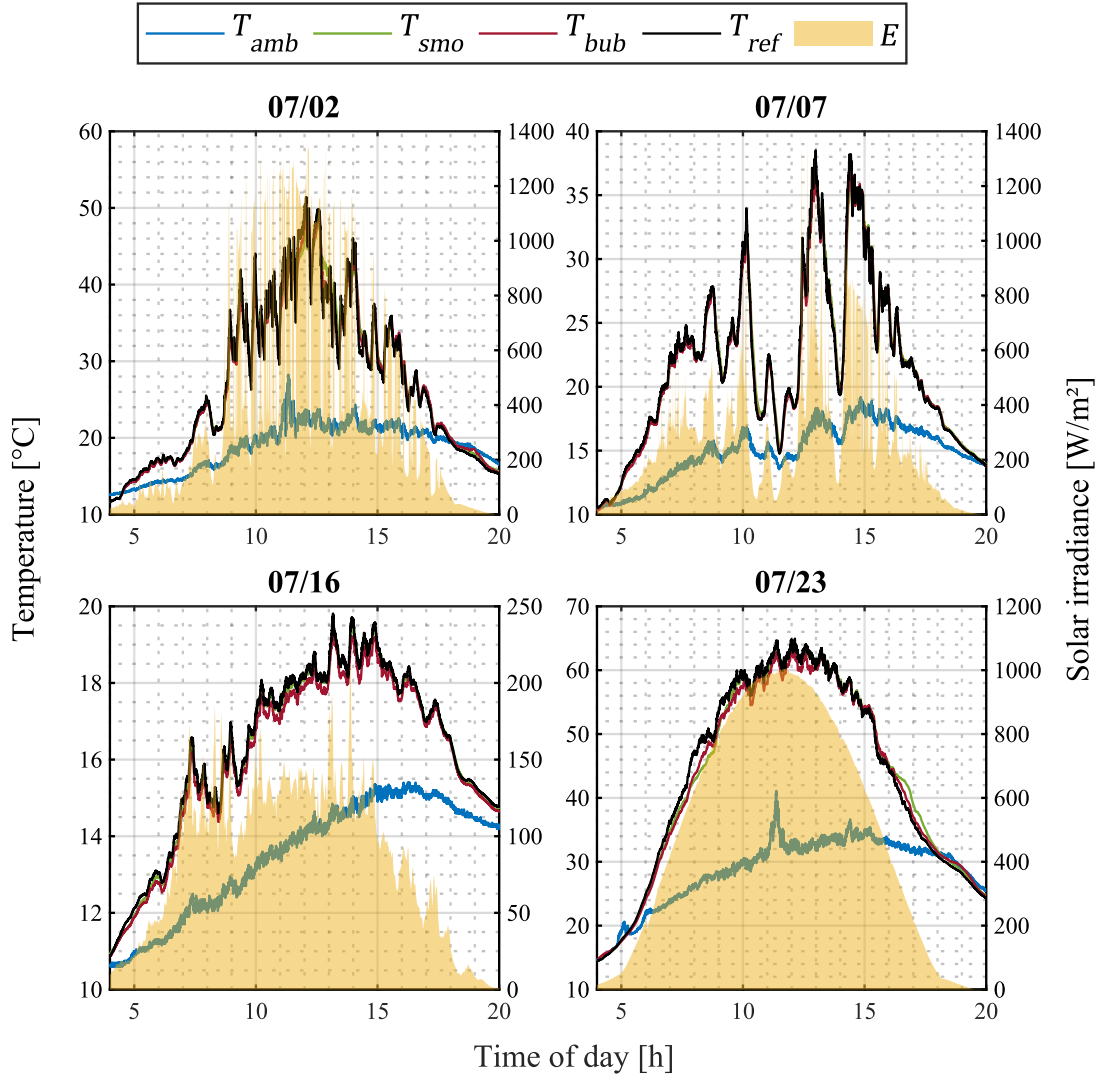 T_amb T_smo T_bub T_ref E
07/02 07/07
60 1400 40 1400
1200 1200
50 35
1000 1000
30
40 800 800
25
600 600
30
20
400 400
20
200 15 200
10 0 10 0
5 10 15 20 5 10 15 20
Temperature [°C]
Solar irradiance [W/m²]
07/16 07/23
20 250 70 1200
60 1000
18 200
50 800
16 150
40 600
14 100
30 400
12 50
20 200
10 0 10 0
5 10 15 20 5 10 15 20
Time of day [h]